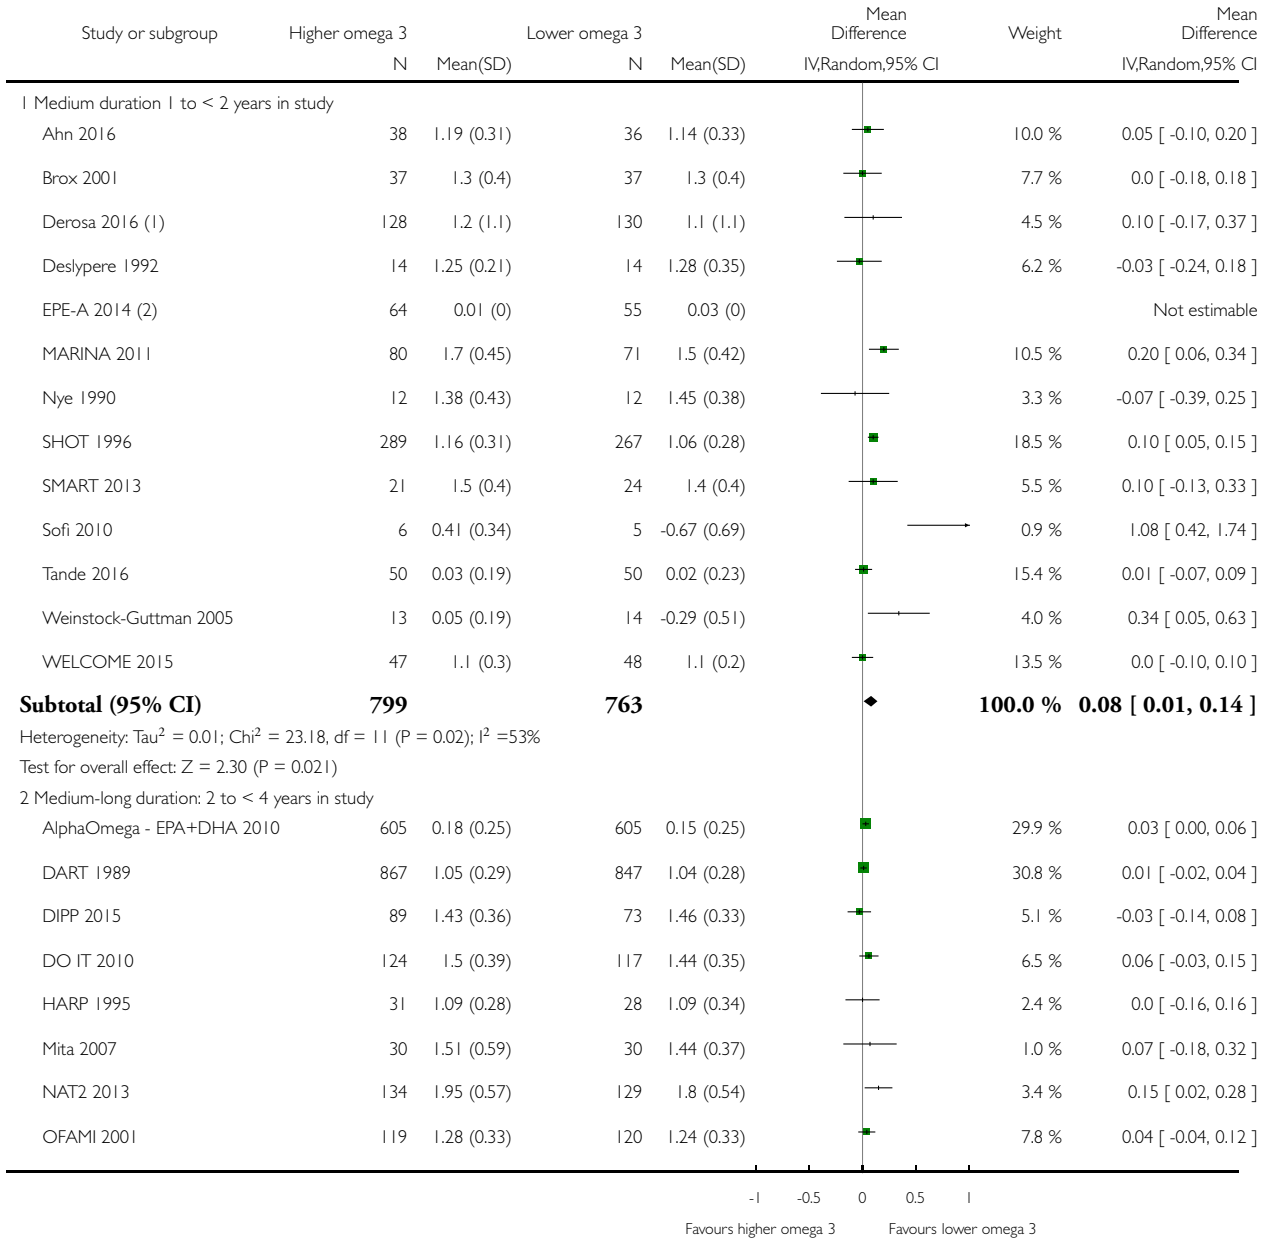 Study or subgroup Higher omega 3 Lower omega 3 Mean Difference Weight Mean Difference
N Mean(SD) N Mean(SD) IV,Random,95% CI IV,Random,95% CI
1 Medium duration 1 to < 2 years in study
Ahn 2016 38 1.19 (0.31) 36 1.14 (0.33) 10.0 % 0.05 [ -0.10, 0.20 ]
Brox 2001 37 1.3 (0.4) 37 1.3 (0.4) 7.7 % 0.0 [ -0.18, 0.18 ]
Derosa 2016 (1) 128 1.2 (1.1) 130 1.1 (1.1) 4.5 % 0.10 [ -0.17, 0.37 ]
Deslypere 1992 14 1.25 (0.21) 14 1.28 (0.35) 6.2 % -0.03 [ -0.24, 0.18 ]
EPE-A 2014 (2) 64 0.01 (0) 55 0.03 (0) Not estimable
MARINA 2011 80 1.7 (0.45) 71 1.5 (0.42) 10.5 % 0.20 [ 0.06, 0.34 ]
Nye 1990 12 1.38 (0.43) 12 1.45 (0.38) 3.3 % -0.07 [ -0.39, 0.25 ]
SHOT 1996 289 1.16 (0.31) 267 1.06 (0.28) 18.5 % 0.10 [ 0.05, 0.15 ]
SMART 2013 21 1.5 (0.4) 24 1.4 (0.4) 5.5 % 0.10 [ -0.13, 0.33 ]
Sofi 2010 6 0.41 (0.34) 5 -0.67 (0.69) 0.9 % 1.08 [ 0.42, 1.74 ]
Tande 2016 50 0.03 (0.19) 50 0.02 (0.23) 15.4 % 0.01 [ -0.07, 0.09 ]
Weinstock-Guttman 2005 13 0.05 (0.19) 14 -0.29 (0.51) 4.0 % 0.34 [ 0.05, 0.63 ]
WELCOME 2015 47 1.1 (0.3) 48 1.1 (0.2) 13.5 % 0.0 [ -0.10, 0.10 ]
Subtotal (95% CI) 799 763 100.0 % 0.08 [ 0.01, 0.14 ]
Heterogeneity: Tau² = 0.01; Chi² = 23.18, df = 11 (P = 0.02); I² =53%
Test for overall effect: Z = 2.30 (P = 0.021)
2 Medium-long duration: 2 to < 4 years in study
AlphaOmega - EPA+DHA 2010 605 0.18 (0.25) 605 0.15 (0.25) 29.9 % 0.03 [ 0.00, 0.06 ]
DART 1989 867 1.05 (0.29) 847 1.04 (0.28) 30.8 % 0.01 [ -0.02, 0.04 ]
DIPP 2015 89 1.43 (0.36) 73 1.46 (0.33) 5.1 % -0.03 [ -0.14, 0.08 ]
DO IT 2010 124 1.5 (0.39) 117 1.44 (0.35) 6.5 % 0.06 [ -0.03, 0.15 ]
HARP 1995 31 1.09 (0.28) 28 1.09 (0.34) 2.4 % 0.0 [ -0.16, 0.16 ]
Mita 2007 30 1.51 (0.59) 30 1.44 (0.37) 1.0 % 0.07 [ -0.18, 0.32 ]
NAT2 2013 134 1.95 (0.57) 129 1.8 (0.54) 3.4 % 0.15 [ 0.02, 0.28 ]
OFAMI 2001 119 1.28 (0.33) 120 1.24 (0.33) 7.8 % 0.04 [ -0.04, 0.12 ]
-1 -0.5 0 0.5 1
Favours higher omega 3 Favours lower omega 3